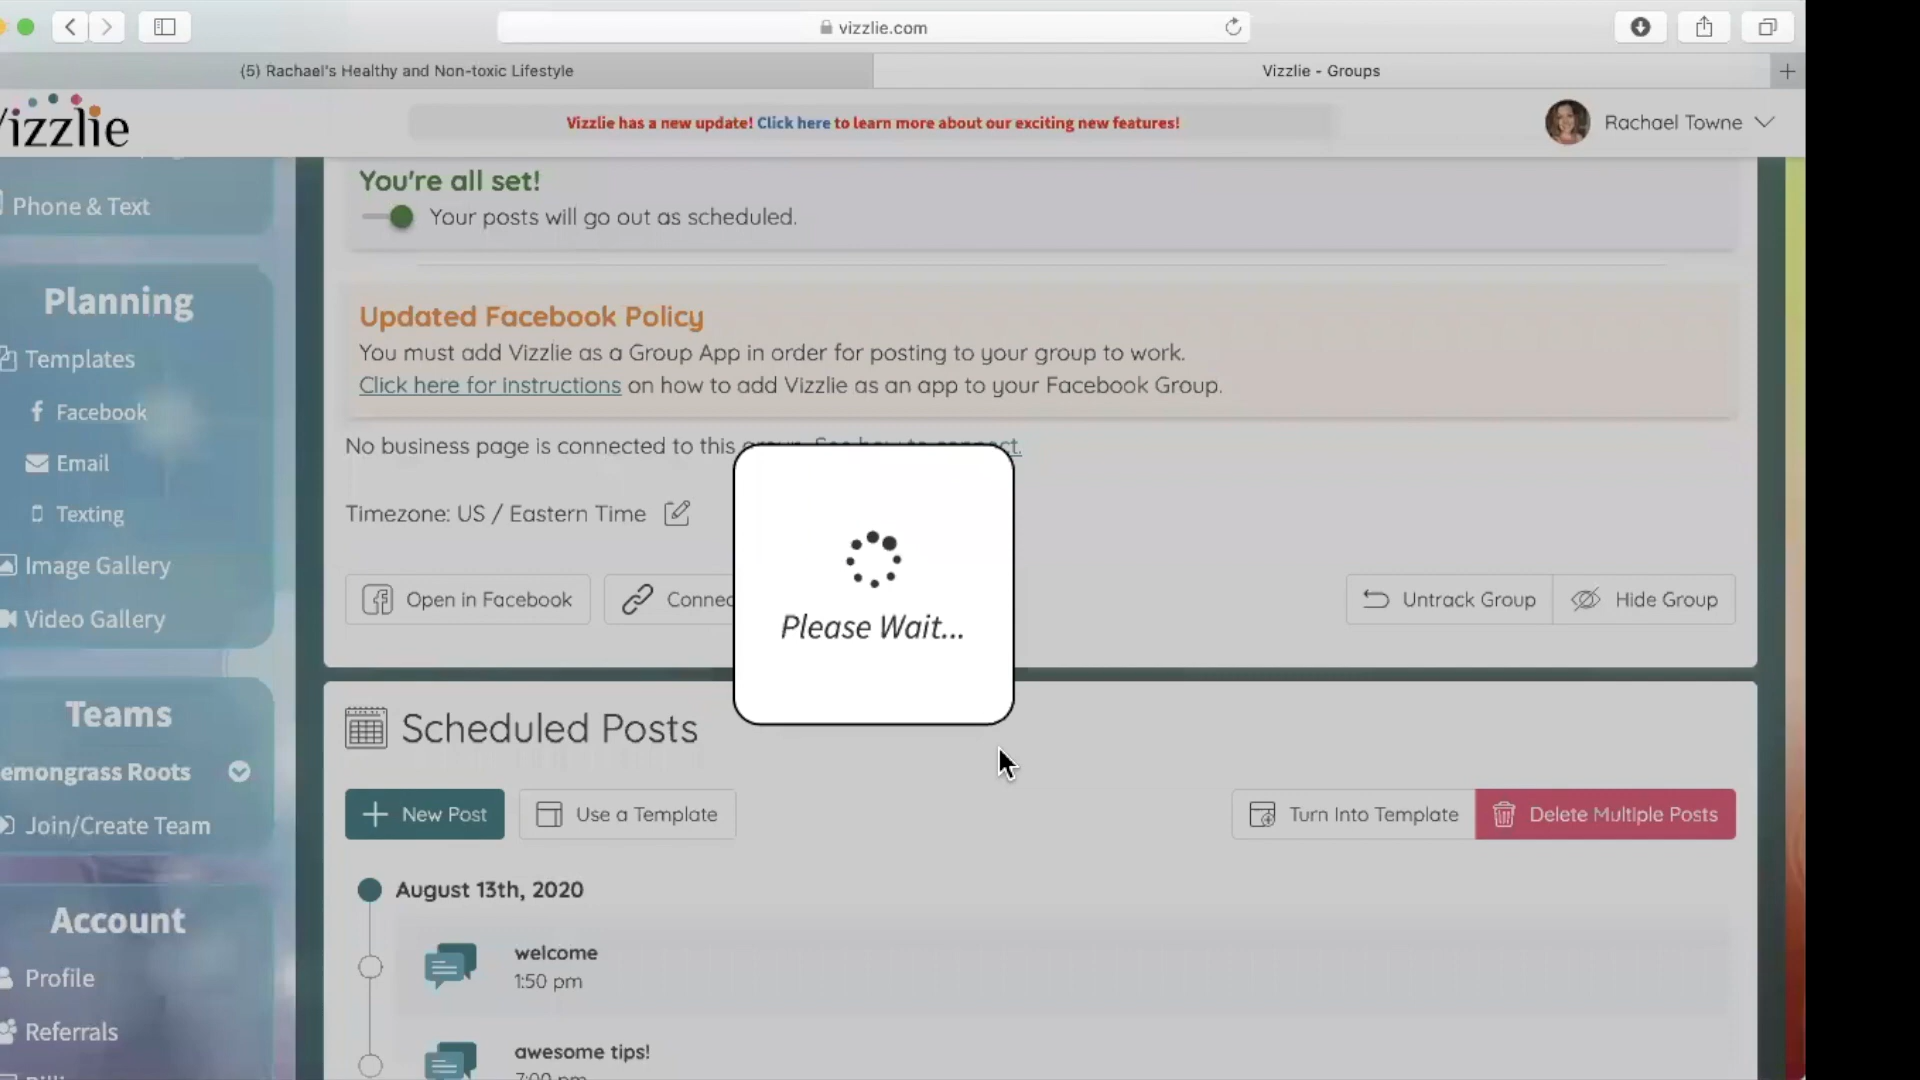 vizzlie.com
(5) Rachael's Healthy and Non-toxic Lifestyle
Vizzlie - Groups
Vizzlie has a new update! Click here to learn more about our exciting new features!
Rachael Towne
Phone & Text
Planning
Templates
Facebook
Email
Texting
Image Gallery
Video Gallery
Teams
emongrass Roots
Join/Create Team
Account
Profile
Referrals
You're all set!
Your posts will go out as scheduled.
Updated Facebook Policy
You must add Vizzlie as a Group App in order for posting to your group to work.
Click here for instructions on how to add Vizzlie as an app to your Facebook Group.
No business page is connected to this
Timezone: US / Eastern Time
Open in Facebook
Connec
Untrack Group
Hide Group
Please Wait...
Scheduled Posts
New Post
Use a Template
Turn Into Template
Delete Multiple Posts
August 13th, 2020
welcome
1:50 pm
awesome tips!
7:00 pm